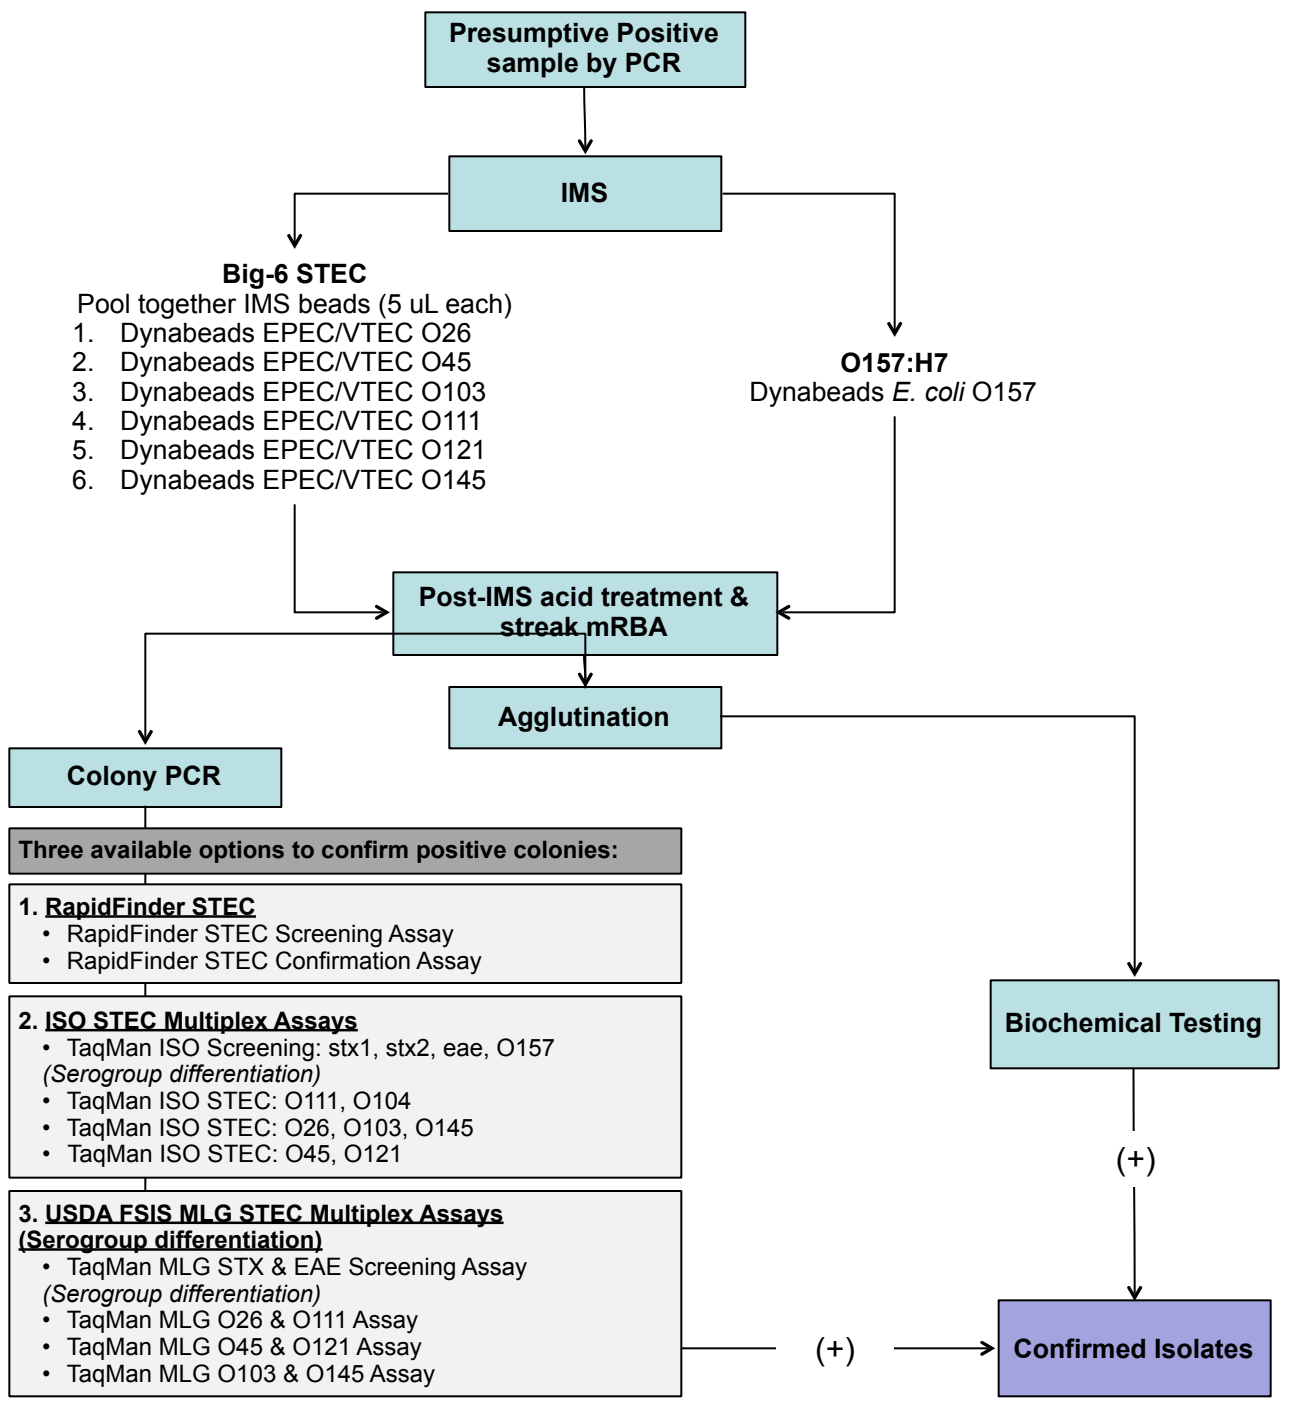 Presumptive Positive
sample by PCR
IMS
Big-6 STEC
Pool together IMS beads (5 uL each)
1. Dynabeads EPEC/VTEC O26
2. Dynabeads EPEC/VTEC O45
3. Dynabeads EPEC/VTEC O103
4. Dynabeads EPEC/VTEC O111
5. Dynabeads EPEC/VTEC O121
6. Dynabeads EPEC/VTEC O145
O157:H7
Dynabeads E. coli O157
Post-IMS acid treatment &
streak mRBA
Agglutination
Colony PCR
Three available options to confirm positive colonies:
1. RapidFinder STEC
• RapidFinder STEC Screening Assay
• RapidFinder STEC Confirmation Assay
2. ISO STEC Multiplex Assays
• TaqMan ISO Screening: stx1, stx2, eae, O157
(Serogroup differentiation)
• TaqMan ISO STEC: O111, O104
• TaqMan ISO STEC: O26, O103, O145
• TaqMan ISO STEC: O45, O121
3. USDA FSIS MLG STEC Multiplex Assays
(Serogroup differentiation)
• TaqMan MLG STX & EAE Screening Assay
(Serogroup differentiation)
• TaqMan MLG O26 & O111 Assay
• TaqMan MLG O45 & O121 Assay
• TaqMan MLG O103 & O145 Assay
(+)
Biochemical Testing
(+)
Confirmed Isolates